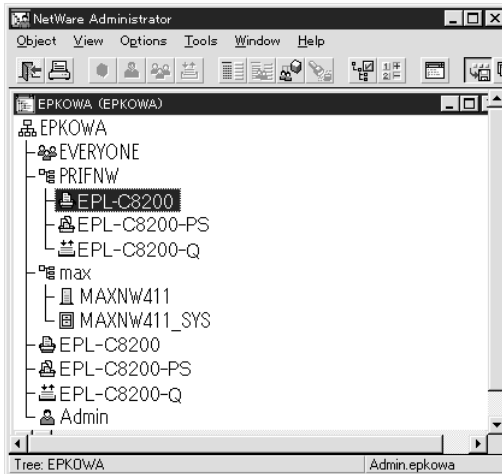 NetWare Administrator
Object View Options Tools Window Help
EPKOWA (EPKOWA)
EPKOWA
EVERYONE
PRIFNW
EPL-C8200
EPL-C8200-PS
EPL-C8200-Q
max
MAXNW411
MAXNW411_SYS
EPL-C8200
EPL-C8200-PS
EPL-C8200-Q
Admin
Tree: EPKOWA Admin.epkowa